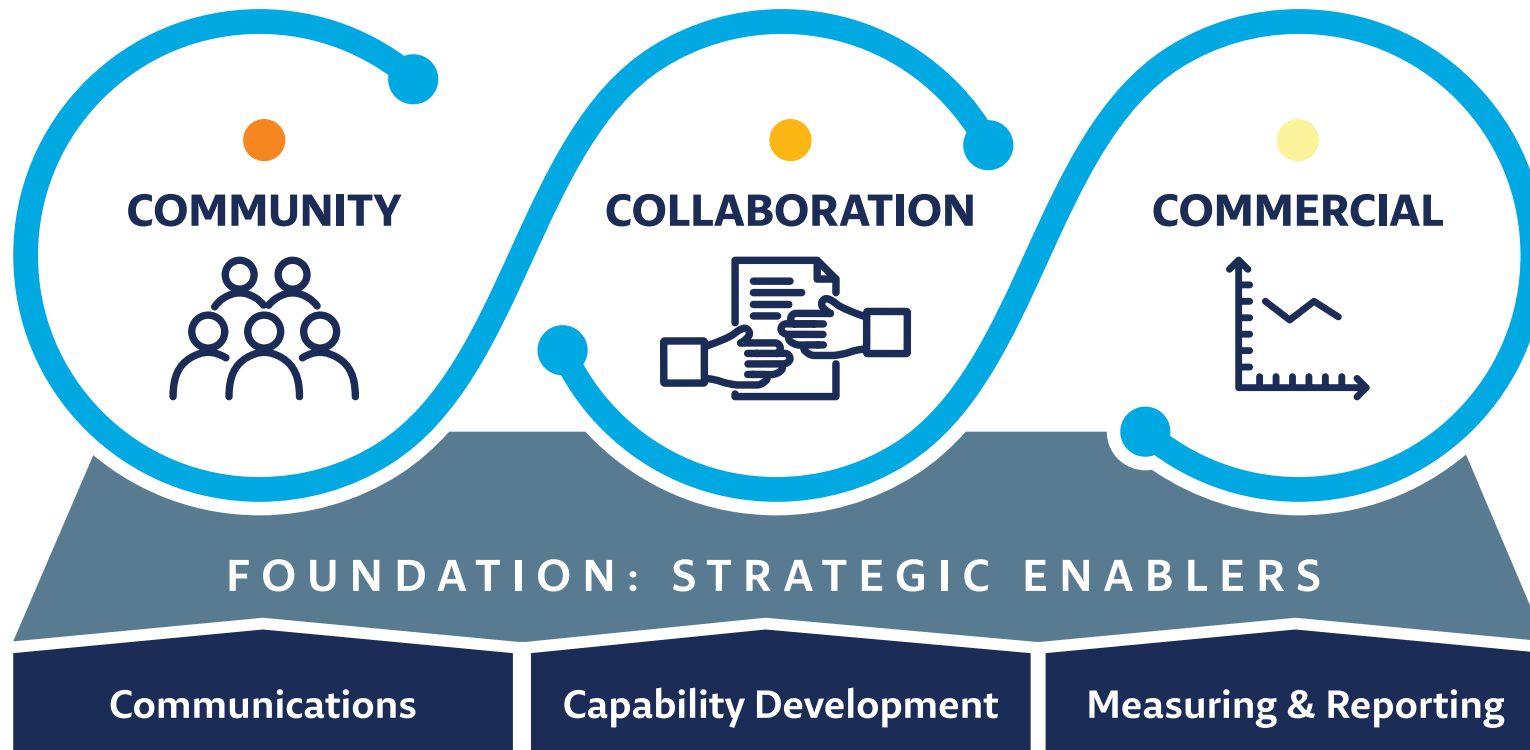 COMMUNITY
COLLABORATION
COMMERCIAL
FOUNDATION: STRATEGIC ENABLERS
Communications
Capability Development
Measuring & Reporting